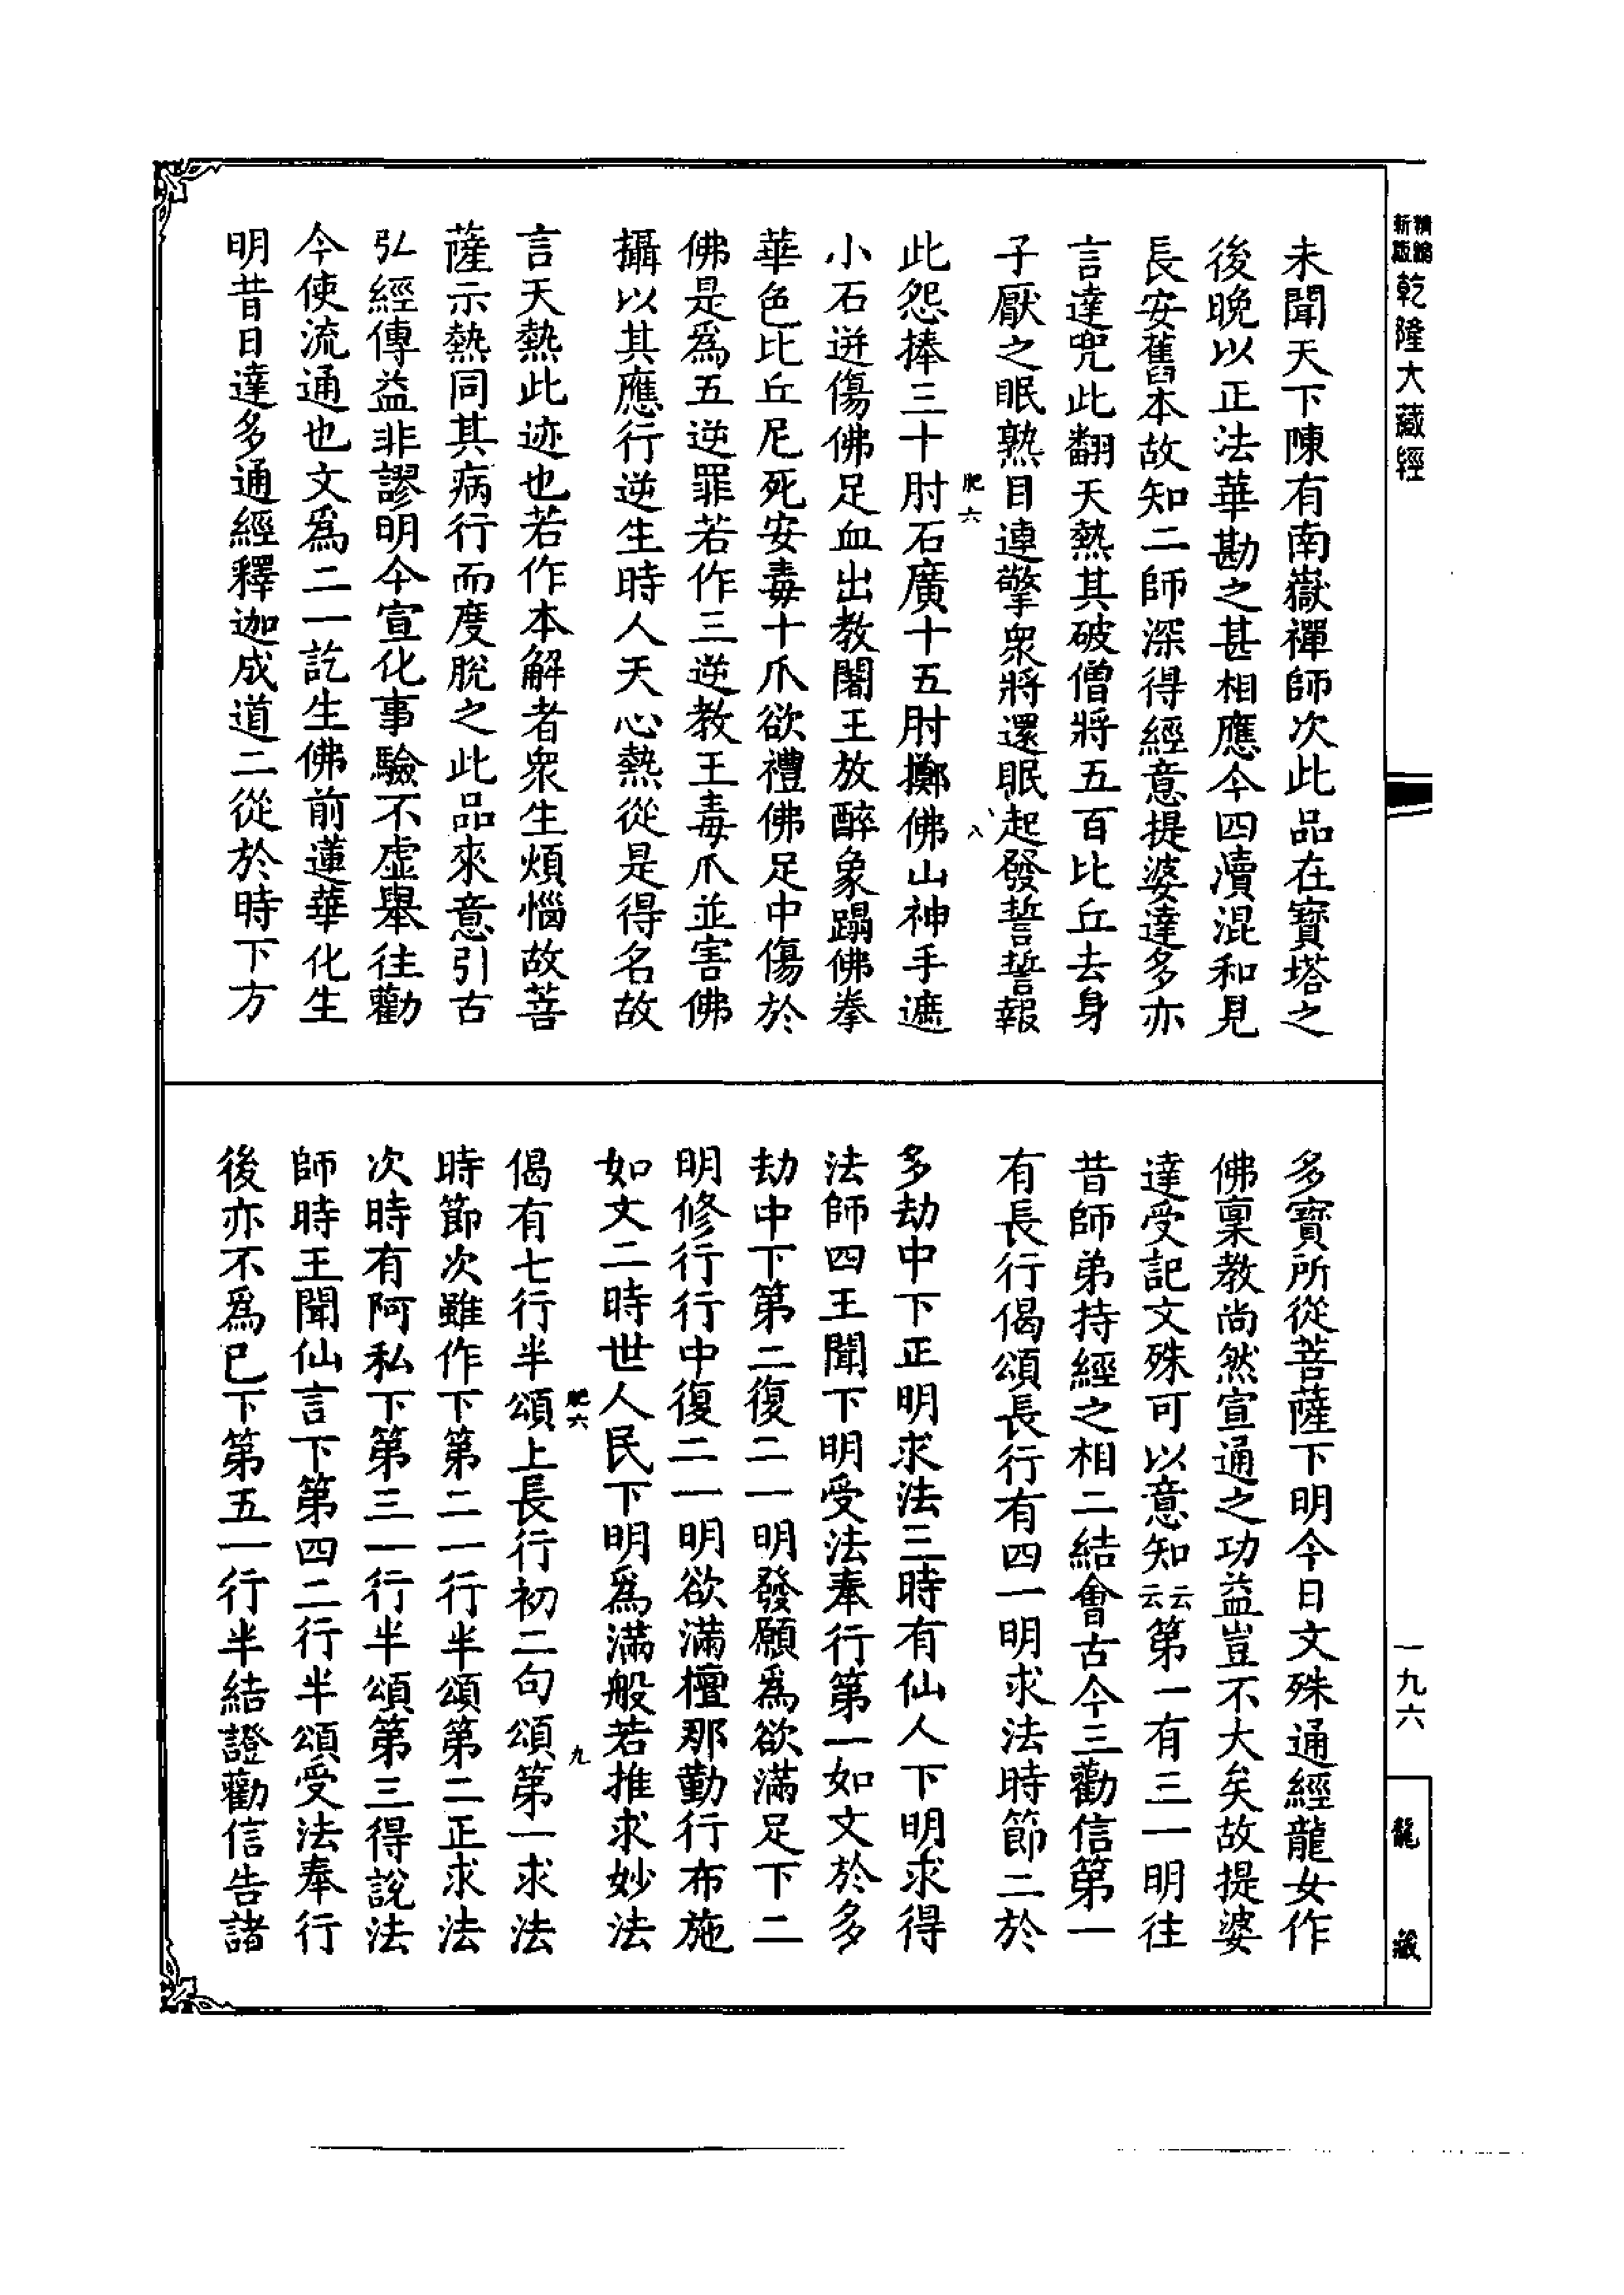 精編新版 乾隆大藏經
一九六
龍藏
未聞天下陳有南嶽禪師次此品在寶塔之
後晚以正法華勘之甚相應今四瀆混和見
長安舊本故知二師深得經意提婆達多亦
言達兜此翻天熱其破僧將五百比丘去身
子厭之眠熟目連擎衆將還眠起發誓誓報
肥六
八
此怨捧三十肘石廣十五肘擲佛山神手遮
小石迸傷佛足血出教闍王放醉象蹋佛拳
華色比丘尼死安毒十爪欲禮佛足中傷於
佛是爲五逆罪若作三逆教王毒爪並害佛
攝以其應行逆生時人天心熱從是得名故
言天熱此迹也若作本解者衆生煩惱故菩
薩示熱同其病行而度脫之此品來意引古
弘經傳益非謬明今宣化事驗不虛舉往勸
今使流通也文爲二一訖生佛前蓮華化生
明昔日達多通經釋迦成道二從於時下方
多寶所從菩薩下明今日文殊通經龍女作
佛稟教尚然宣通之功益豈不大矣故提婆
達受記文殊可以意知云云第一有三一明往
昔師弟持經之相二結會古今三勸信第一
有長行偈頌長行有四一明求法時節二於
多劫中下正明求法三時有仙人下明求得
法師四王聞下明受法奉行第一如文於多
劫中下第二復二一明發願爲欲滿足下二
明修行行中復二一明欲滿檀那勤行布施
如文二時世人民下明爲滿般若推求妙法
肥六
九
偈有七行半頌上長行初二句頌第一求法
時節次雖作下第二一行半頌第二正求法
次時有阿私下第三一行半頌第三得說法
師時王聞仙言下第四二行半頌受法奉行
後亦不爲已下第五一行半結證勸信告諸